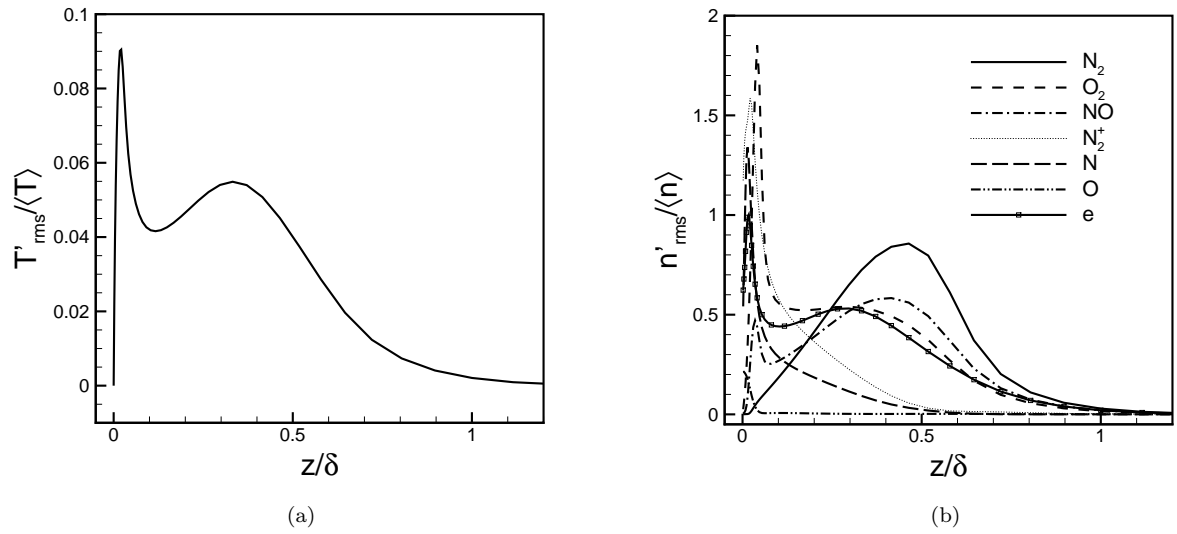 0.1
0.08
0.06
0.04
0.02
0
T'rms/⟨T⟩
0 0.5 1
z/δ
(a)
2
1.5
1
0.5
0
n'rms/⟨n⟩
N2
O2
NO
N2+
N
O
e
0 0.5 1
z/δ
(b)